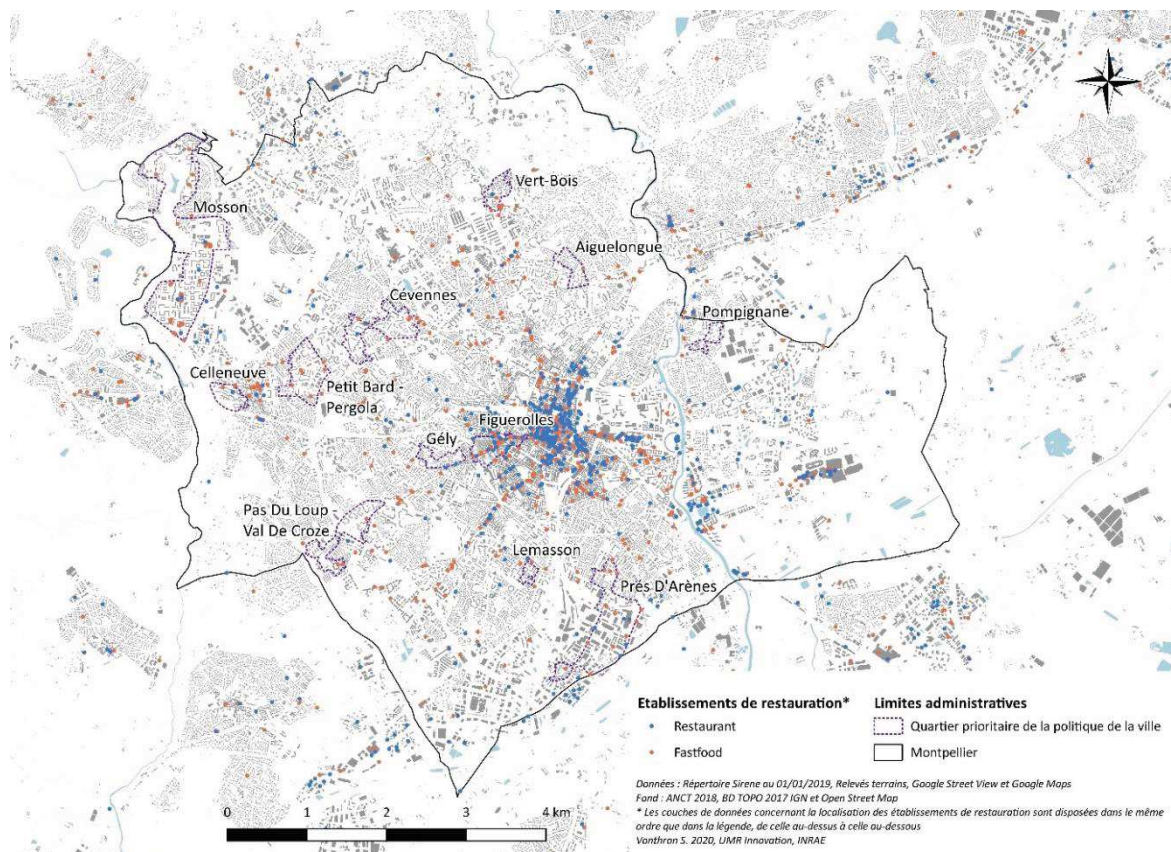 Vert-Bois
Mosson
Aiguelongue
Cévennes
Pompignane
Celleneuve
Petit Bard -
Pergola
Figuerolles
Gély
Pas Du Loup -
Val De Croze
Lemasson
Prés D'Arènes
Etablissements de restauration*
Restaurant
Fastfood
Limites administratives
Quartier prioritaire de la politique de la ville
Montpellier
0 1 2 3 4 km
Données : Répertoire Sirene au 01/01/2019, Relevés terrains, Google Street View et Google Maps
Fond : ANCT 2018, BD TOPO 2017 IGN et Open Street Map
* Les couches de données concernant la localisation des établissements de restauration sont disposées dans le même
ordre que dans la légende, de celle au-dessus à celle au-dessous
Vonthron S. 2020, UMR Innovation, INRAE